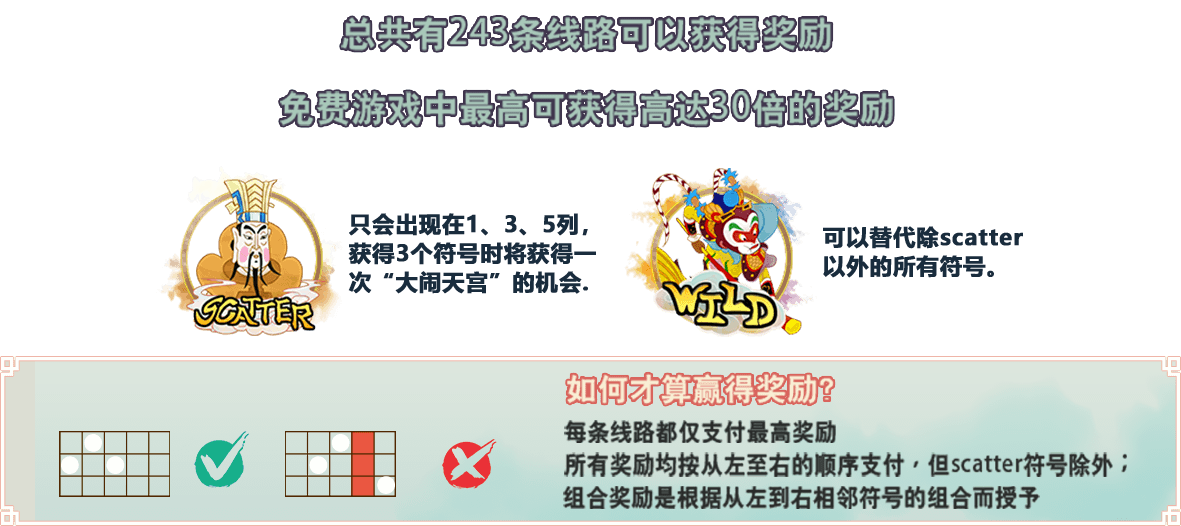 总共有243条线路可以获得奖励
免费游戏中最高可获得高达30倍的奖励
只会出现在1、3、5列，
获得3个符号时将获得一
次“大闹天宫”的机会.
SCATTER
可以替代除scatter
以外的所有符号。
WILD
如何才算赢得奖励?
每条线路都仅支付最高奖励
所有奖励均按从左至右的顺序支付，但scatter符号除外；
组合奖励是根据从左到右相邻符号的组合而授予